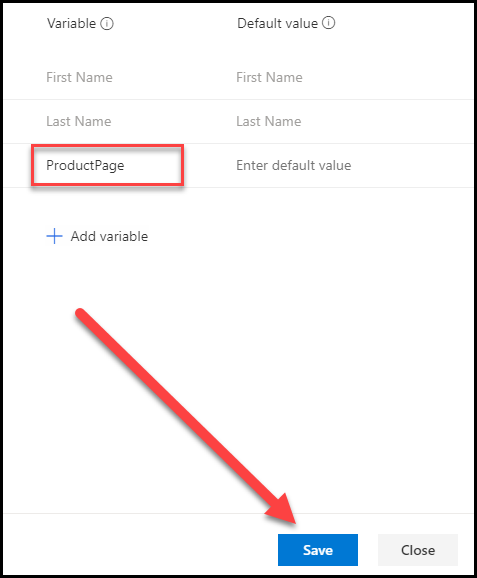 Variable Default value
First Name First Name
Last Name Last Name
ProductPage Enter default value
Add variable
Save Close